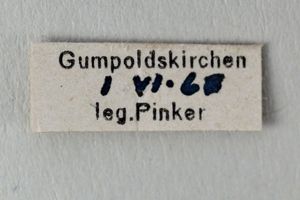 Gumpoldskirchen
1 VI·68
leg.Pinker